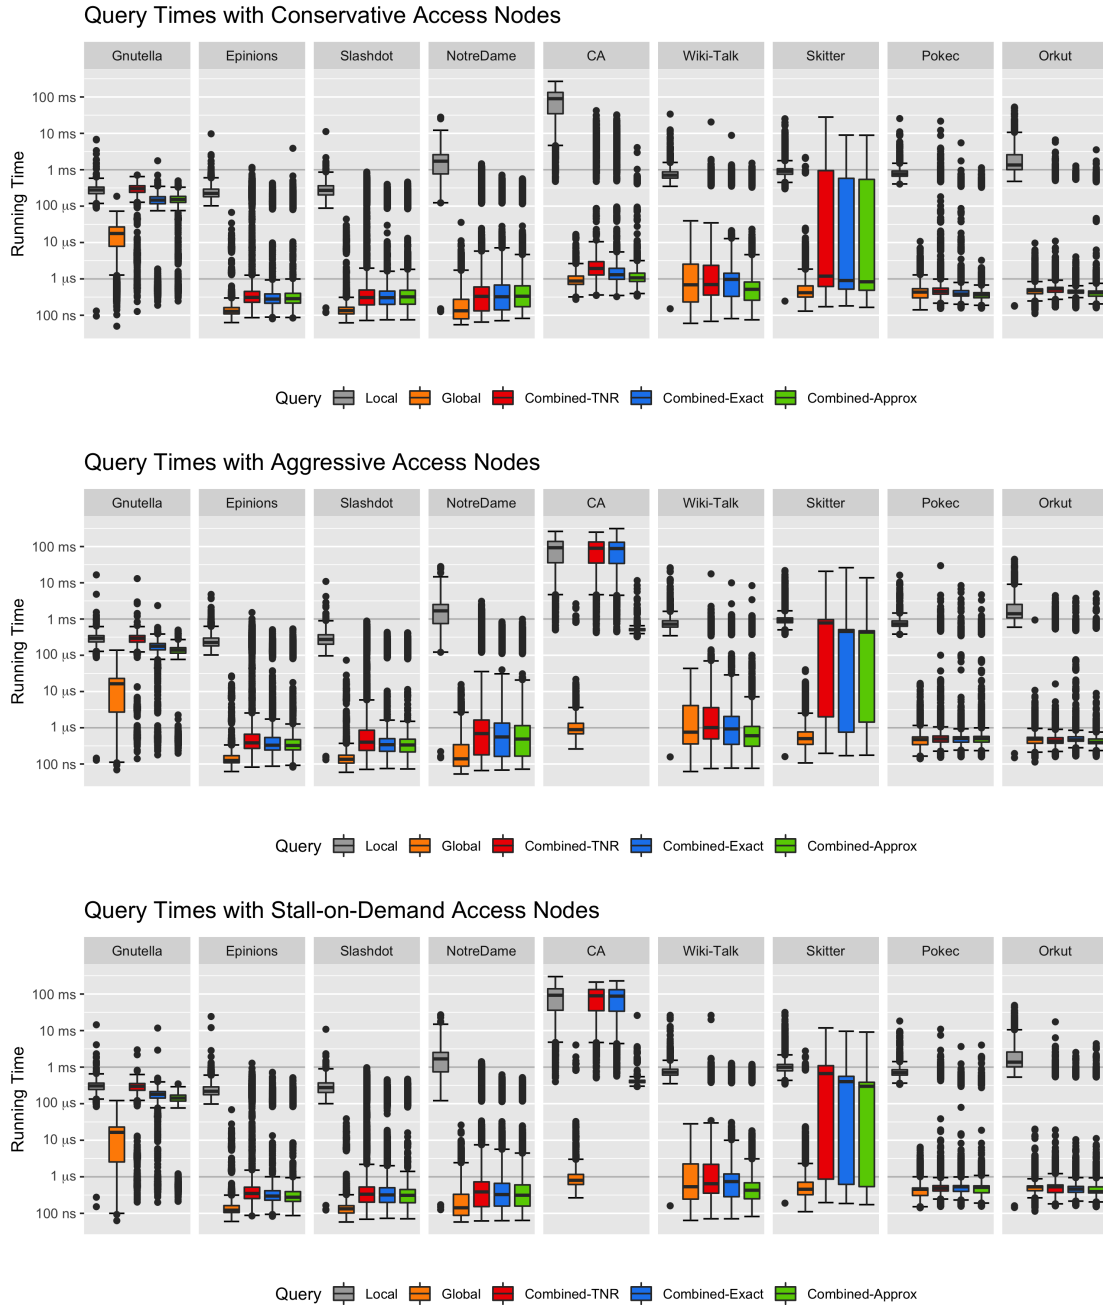 Query Times with Conservative Access Nodes
Gnutella Epinions Slashdot NotreDame CA Wiki-Talk Skitter Pokec Orkut
Running Time
100 ms
10 ms
1 ms
100 μs
10 μs
1 μs
100 ns
Query Local Global Combined-TNR Combined-Exact Combined-Approx
Query Times with Aggressive Access Nodes
Gnutella Epinions Slashdot NotreDame CA Wiki-Talk Skitter Pokec Orkut
Running Time
100 ms
10 ms
1 ms
100 μs
10 μs
1 μs
100 ns
Query Local Global Combined-TNR Combined-Exact Combined-Approx
Query Times with Stall-on-Demand Access Nodes
Gnutella Epinions Slashdot NotreDame CA Wiki-Talk Skitter Pokec Orkut
Running Time
100 ms
10 ms
1 ms
100 μs
10 μs
1 μs
100 ns
Query Local Global Combined-TNR Combined-Exact Combined-Approx